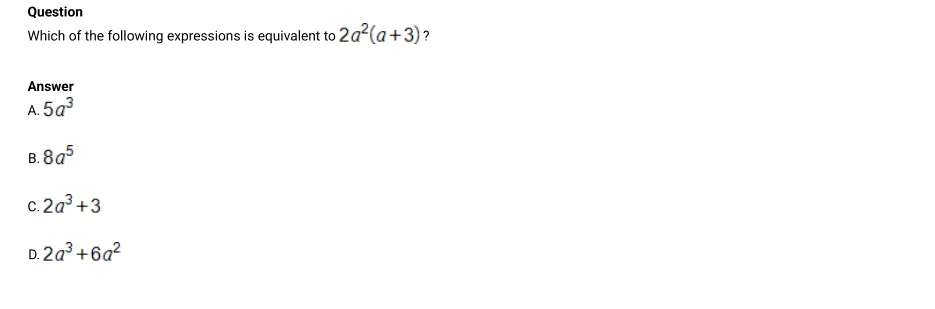 Question
Which of the following expressions is equivalent to 2a²(a+3)?
Answer
A. 5a³
B. 8a⁵
C. 2a³+3
D. 2a³+6a²